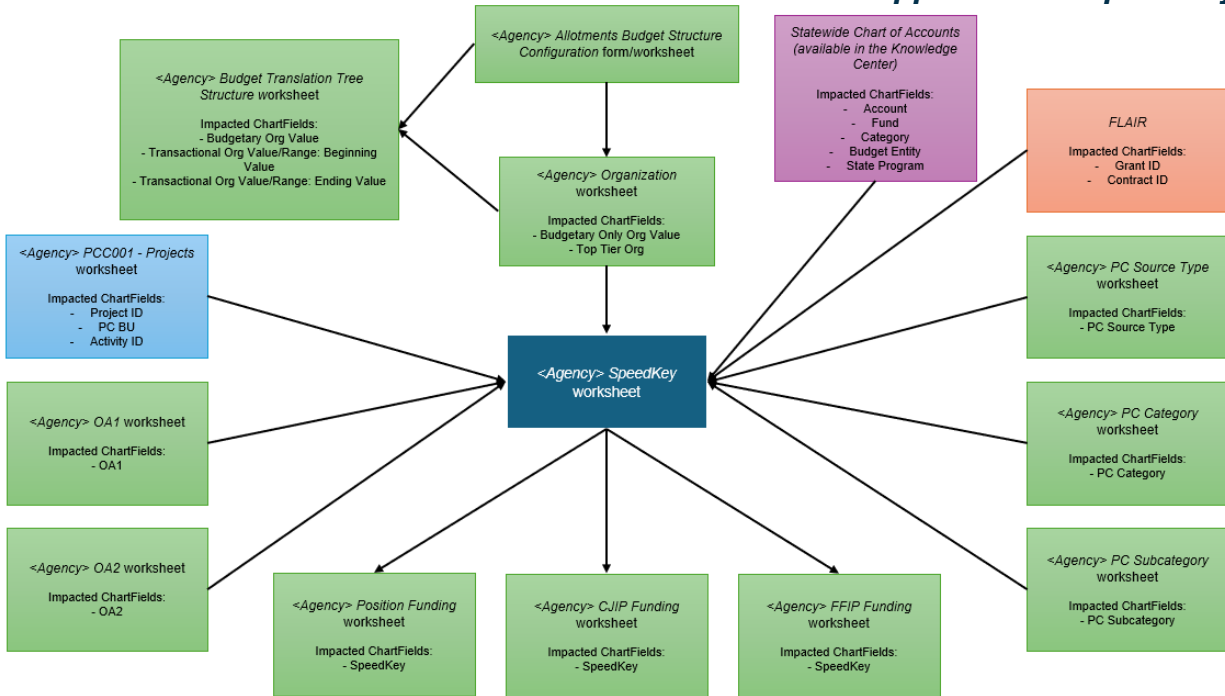 <Agency> Allotments Budget Structure
Configuration form/worksheet
Statewide Chart of Accounts
(available in the Knowledge
Center)
Impacted ChartFields:
- Account
- Fund
- Category
- Budget Entity
- State Program
<Agency> Budget Translation Tree
Structure worksheet
Impacted ChartFields:
- Budgetary Org Value
- Transactional Org Value/Range: Beginning
Value
- Transactional Org Value/Range: Ending Value
FLAIR
Impacted ChartFields:
- Grant ID
- Contract ID
<Agency> Organization
worksheet
Impacted ChartFields:
- Budgetary Only Org Value
- Top Tier Org
<Agency> PCC001 - Projects
worksheet
Impacted ChartFields:
- Project ID
- PC BU
- Activity ID
<Agency> PC Source Type
worksheet
Impacted ChartFields:
- PC Source Type
<Agency> SpeedKey
worksheet
<Agency> OA1 worksheet
Impacted ChartFields:
- OA1
<Agency> PC Category
worksheet
Impacted ChartFields:
- PC Category
<Agency> OA2 worksheet
Impacted ChartFields:
- OA2
<Agency> Position Funding
worksheet
Impacted ChartFields:
- SpeedKey
<Agency> CJIP Funding
worksheet
Impacted ChartFields:
- SpeedKey
<Agency> FFIP Funding
worksheet
Impacted ChartFields:
- SpeedKey
<Agency> PC Subcategory
worksheet
Impacted ChartFields:
- PC Subcategory